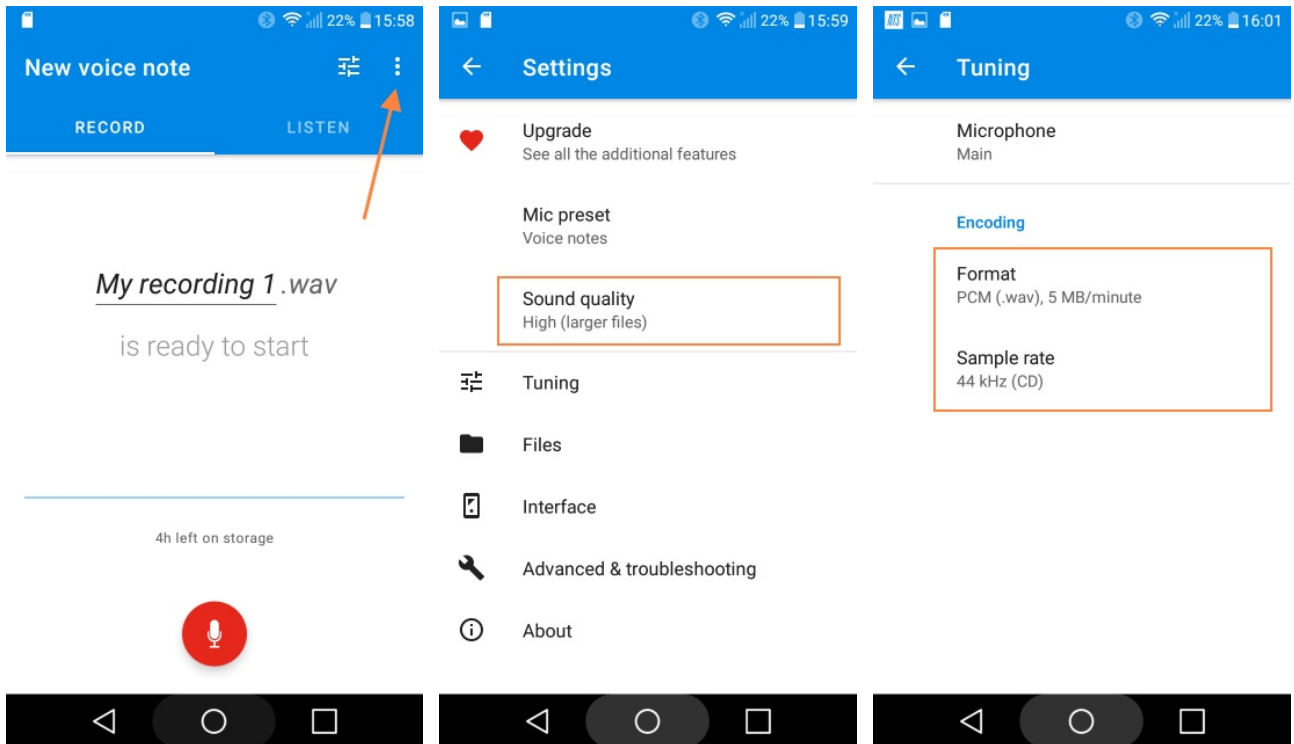 22% 15:58
New voice note
RECORD LISTEN
My recording 1 .wav
is ready to start
4h left on storage
22% 15:59
Settings
Upgrade
See all the additional features
Mic preset
Voice notes
Sound quality
High (larger files)
Tuning
Files
Interface
Advanced & troubleshooting
About
22% 16:01
Tuning
Microphone
Main
Encoding
Format
PCM (.wav), 5 MB/minute
Sample rate
44 kHz (CD)